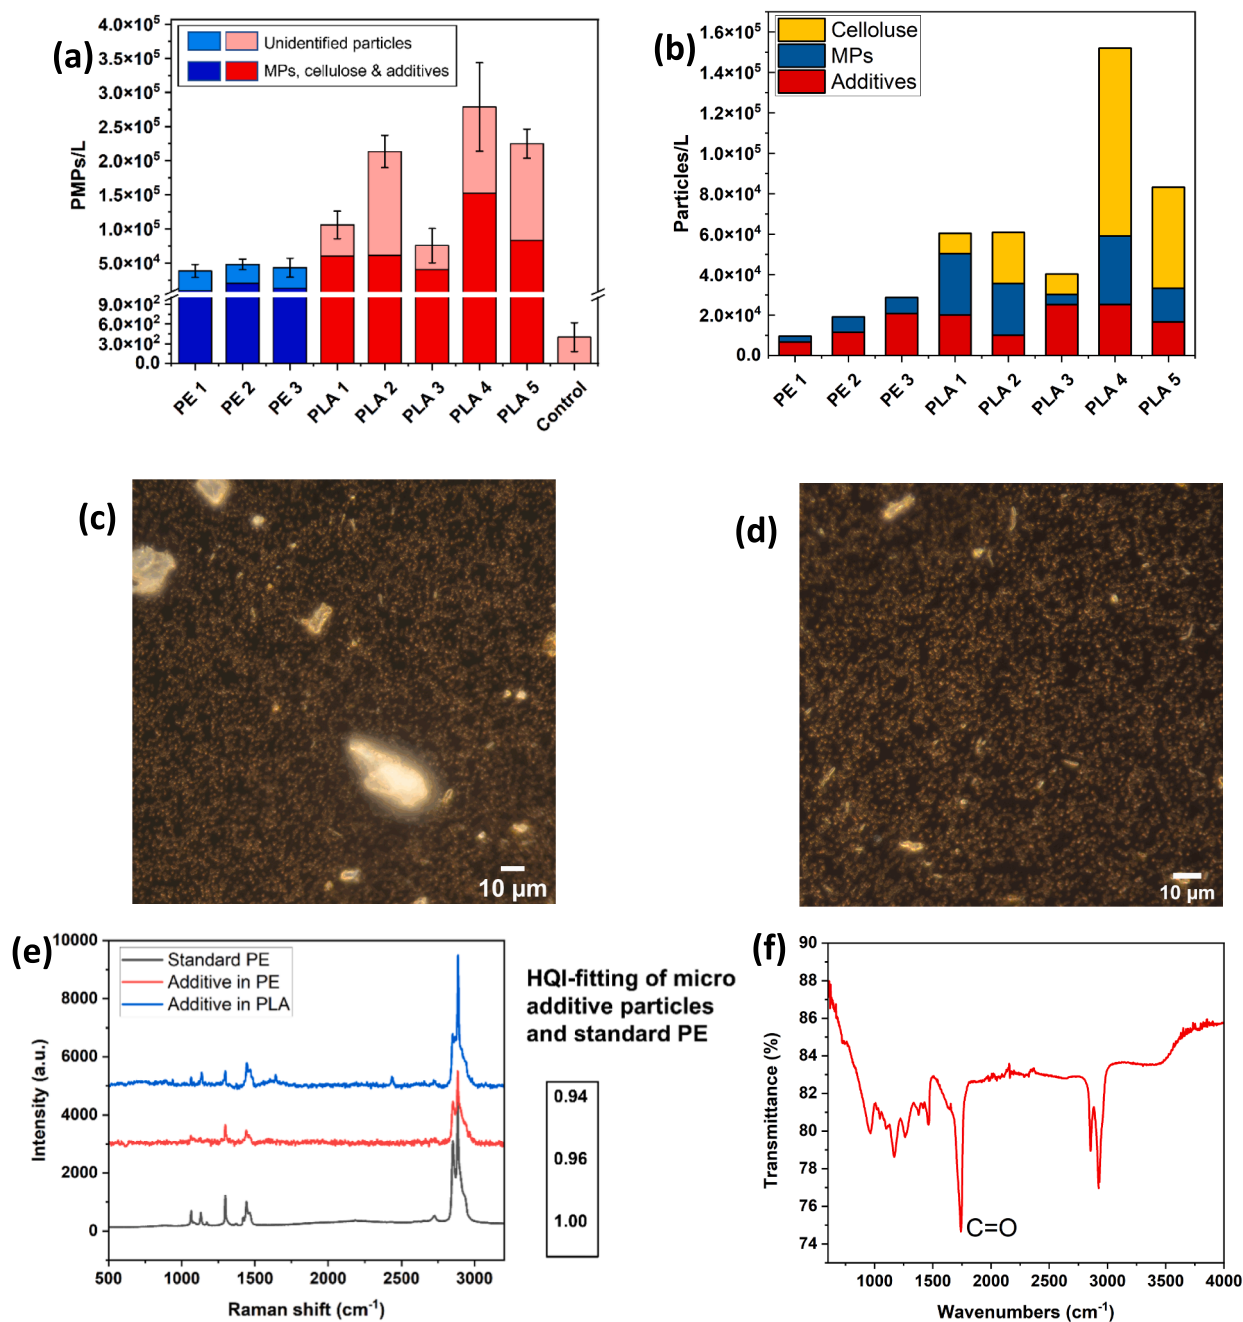 (a)
4.0×10⁵
3.5×10⁵
3.0×10⁵
2.5×10⁵
2.0×10⁵
1.5×10⁵
1.0×10⁵
5.0×10⁴
9.0×10²
6.0×10²
3.0×10²
0.0
PMPs/L
Unidentified particles
MPs, cellulose & additives
PE 1
PE 2
PE 3
PLA 1
PLA 2
PLA 3
PLA 4
PLA 5
Control
(b)
1.6×10⁵
1.4×10⁵
1.2×10⁵
1.0×10⁵
8.0×10⁴
6.0×10⁴
4.0×10⁴
2.0×10⁴
0.0
Particles/L
Celloluse
MPs
Additives
PE 1
PE 2
PE 3
PLA 1
PLA 2
PLA 3
PLA 4
PLA 5
(c)
10 µm
(d)
10 µm
(e)
10000
8000
6000
4000
2000
0
Intensity (a.u.)
Standard PE
Additive in PE
Additive in PLA
500 1000 1500 2000 2500 3000
Raman shift (cm⁻¹)
HQI-fitting of micro
additive particles
and standard PE
0.94
0.96
1.00
(f)
90
88
86
84
82
80
78
76
74
Transmittance (%)
C=O
1000 1500 2000 2500 3000 3500 4000
Wavenumbers (cm⁻¹)